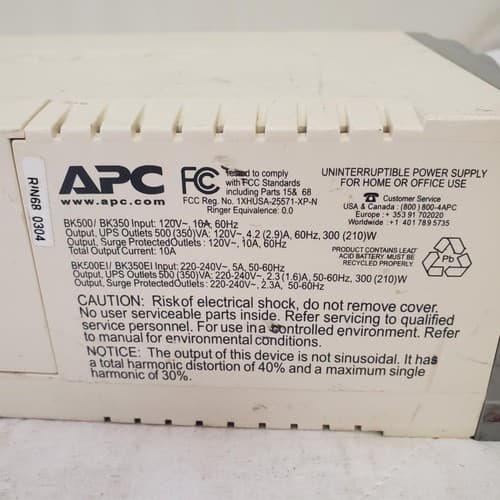 R/N6R 0304
APC
www.apc.com
FC Tested to comply
with FCC Standards
including Parts 15& 68
FCC Reg. No. 1XHUSA-25571-XP-N
Ringer Equivalence: 0.0
UNINTERRUPTIBLE POWER SUPPLY
FOR HOME OR OFFICE USE
Customer Service
USA & Canada : (800) 800-4APC
Europe : + 353 91 702020
Worldwide : +1 401 789 5735
BK500/ BK350 Input: 120V~, 10A, 60Hz
Output, UPS Outlets 500 (350)VA: 120V~, 4.2 (2.9)A, 60Hz, 300 (210)W
Output, Surge ProtectedOutlets : 120V~, 10A, 60Hz
Total Output Current: 10A
BK500EI/ BK350EI Input: 220-240V~, 5A, 50-60Hz
Output, UPS Outlets 500 (350)VA: 220-240V~, 2.3 (1.6)A, 50-60Hz, 300 (210)W
Output, Surge ProtectedOutlets : 220-240V~, 2.3A, 50-60Hz
PRODUCT CONTAINS LEAD
ACID BATTERY. MUST BE
RECYCLED PROPERLY.
Pb
CAUTION: Risk of electrical shock, do not remove cover.
No user serviceable parts inside. Refer servicing to qualified
service personnel. For use in a controlled environment. Refer
to manual for environmental conditions.
NOTICE: The output of this device is not sinusoidal. It has
a total harmonic distortion of 40% and a maximum single
harmonic of 30%.